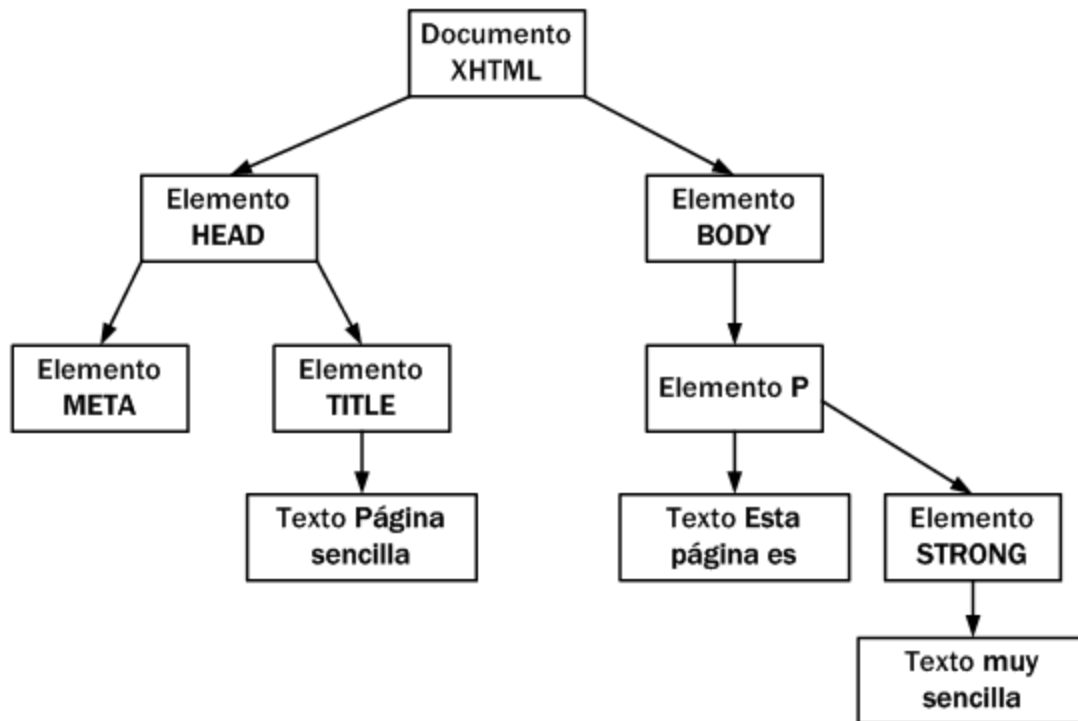 Documento
XHTML
Elemento
HEAD
Elemento
BODY
Elemento
META
Elemento
TITLE
Elemento P
Texto Página
sencilla
Texto Esta
página es
Elemento
STRONG
Texto muy
sencilla